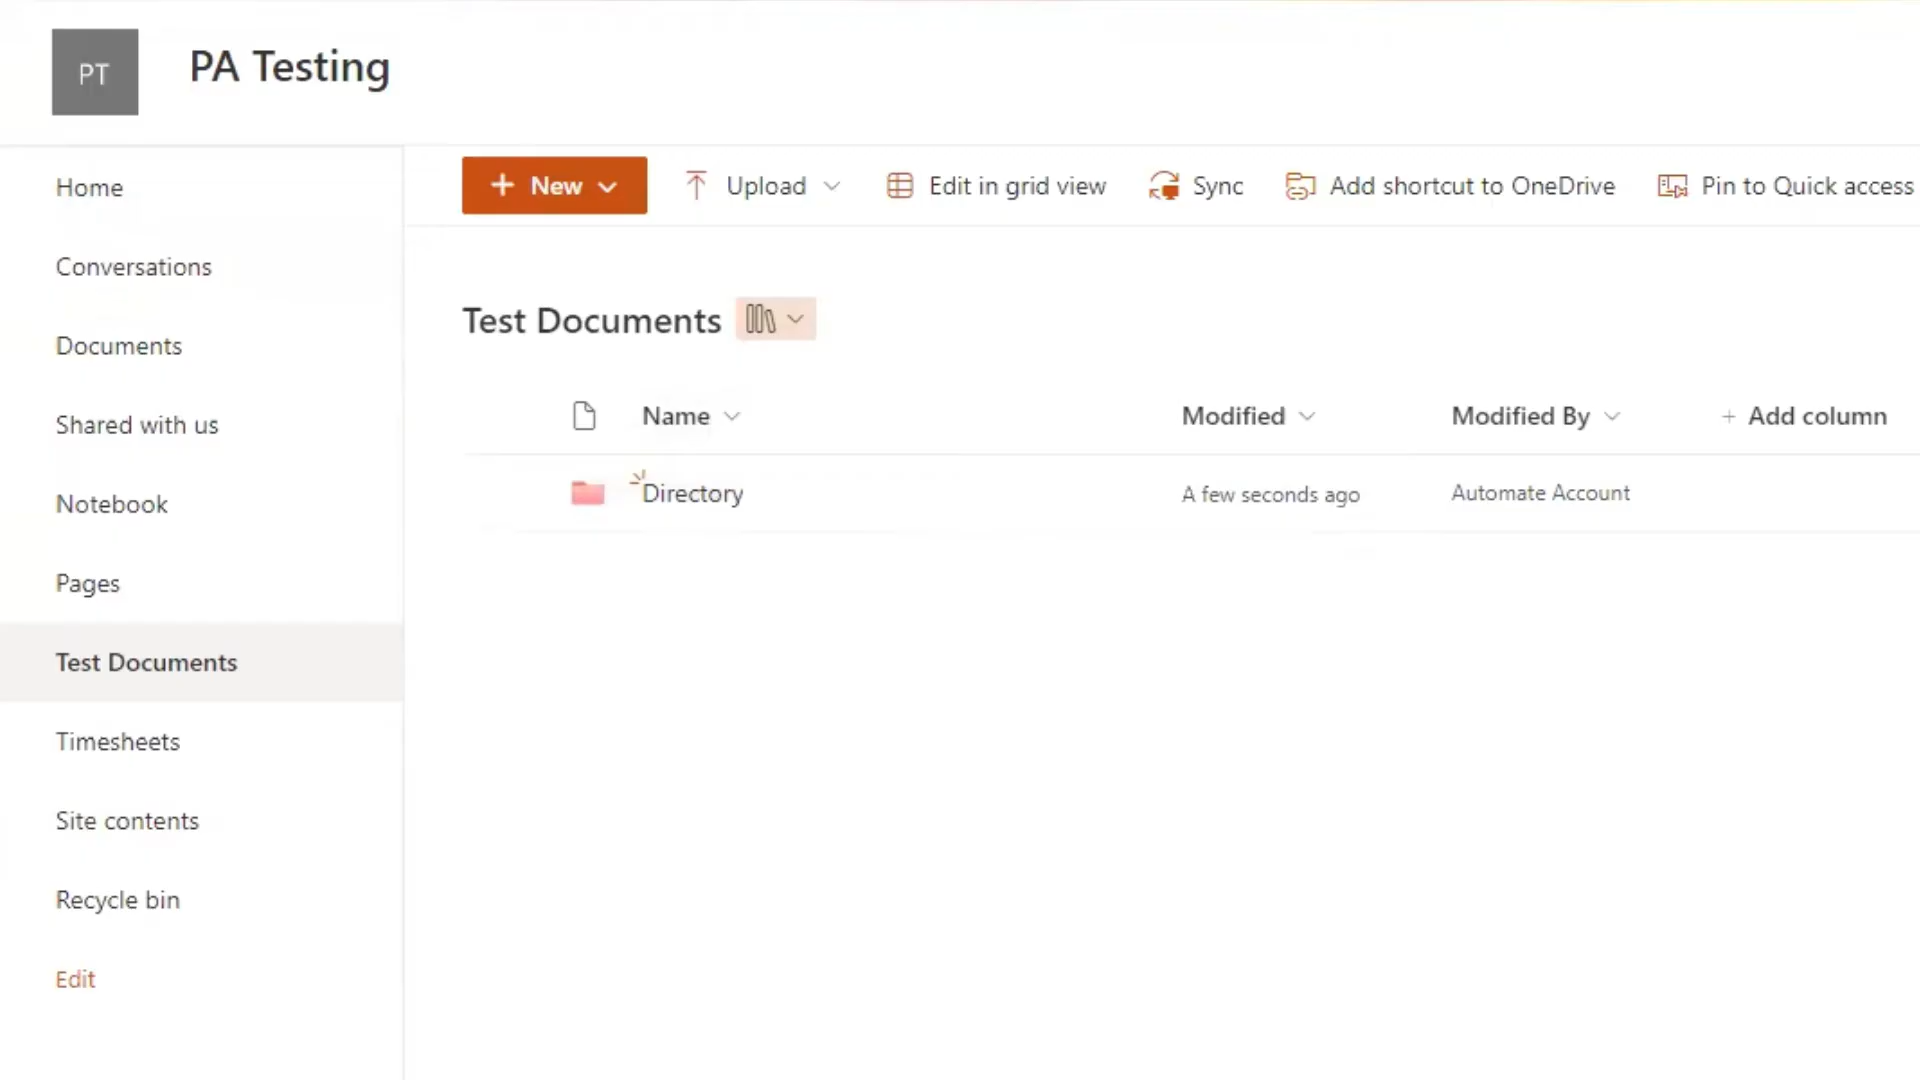 PT
PA Testing
Home
Conversations
Documents
Shared with us
Notebook
Pages
Test Documents
Timesheets
Site contents
Recycle bin
Edit
New
Upload
Edit in grid view
Sync
Add shortcut to OneDrive
Pin to Quick access
Test Documents
Name
Modified
Modified By
+ Add column
Directory
A few seconds ago
Automate Account